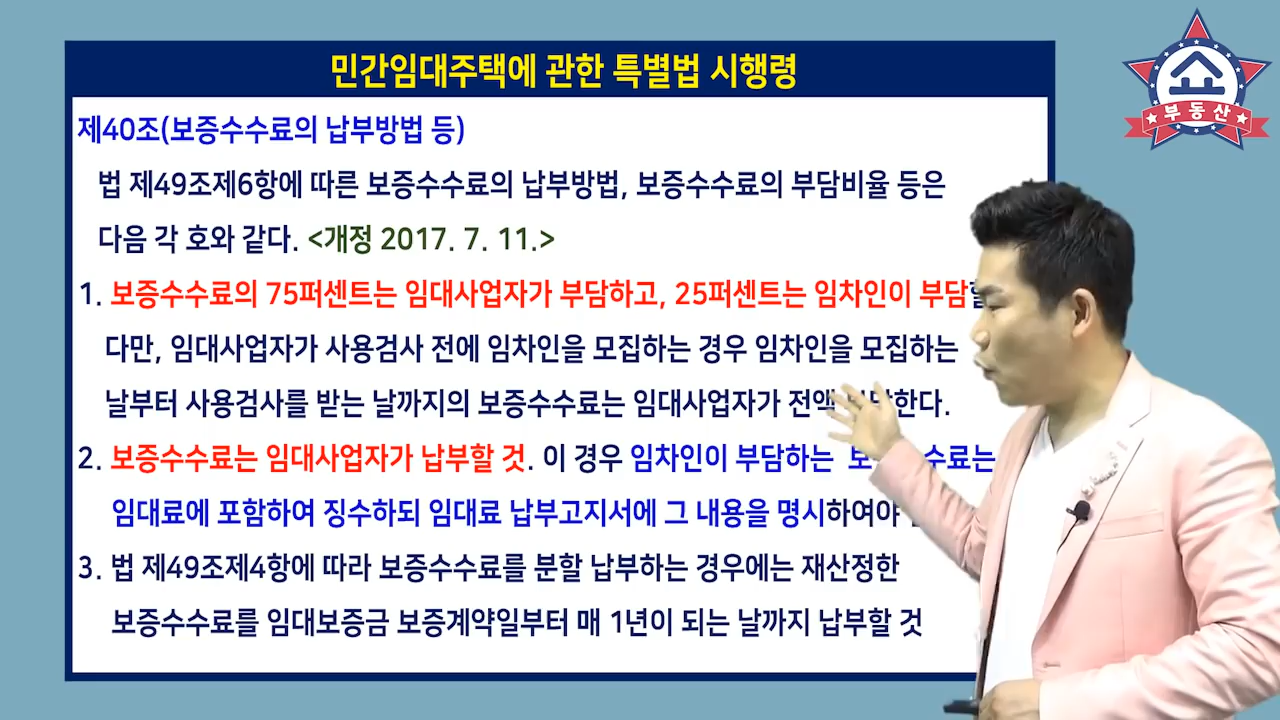 민간임대주택에 관한 특별법 시행령
부동산
제40조(보증수수료의 납부방법 등)
법 제49조제6항에 따른 보증수수료의 납부방법, 보증수수료의 부담비율 등은
다음 각 호와 같다. <개정 2017. 7. 11.>
1. 보증수수료의 75퍼센트는 임대사업자가 부담하고, 25퍼센트는 임차인이 부담
다만, 임대사업자가 사용검사 전에 임차인을 모집하는 경우 임차인을 모집하는
날부터 사용검사를 받는 날까지의 보증수수료는 임대사업자가 전액 부담한다.
2. 보증수수료는 임대사업자가 납부할 것. 이 경우 임차인이 부담하는 보증수수료는
임대료에 포함하여 징수하되 임대료 납부고지서에 그 내용을 명시하여야
3. 법 제49조제4항에 따라 보증수수료를 분할 납부하는 경우에는 재산정한
보증수수료를 임대보증금 보증계약일부터 매 1년이 되는 날까지 납부할 것